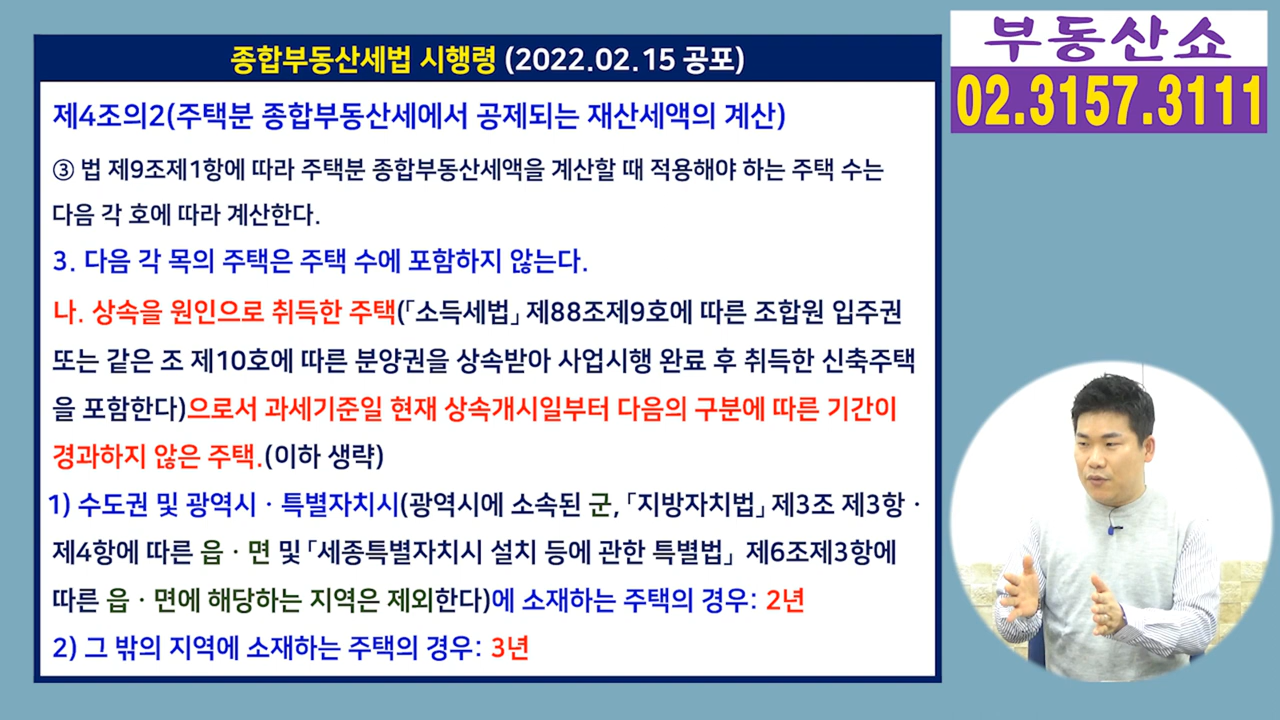 종합부동산세법 시행령 (2022.02.15 공포)
제4조의2(주택분 종합부동산세에서 공제되는 재산세액의 계산)
③ 법 제9조제1항에 따라 주택분 종합부동산세액을 계산할 때 적용해야 하는 주택 수는
다음 각 호에 따라 계산한다.
3. 다음 각 목의 주택은 주택 수에 포함하지 않는다.
나. 상속을 원인으로 취득한 주택(「소득세법」 제88조제9호에 따른 조합원 입주권
또는 같은 조 제10호에 따른 분양권을 상속받아 사업시행 완료 후 취득한 신축주택
을 포함한다)으로서 과세기준일 현재 상속개시일부터 다음의 구분에 따른 기간이
경과하지 않은 주택.(이하 생략)
1) 수도권 및 광역시 · 특별자치시(광역시에 소속된 군, 「지방자치법」 제3조 제3항 ·
제4항에 따른 읍 · 면 및 「세종특별자치시 설치 등에 관한 특별법」 제6조제3항에
따른 읍 · 면에 해당하는 지역은 제외한다)에 소재하는 주택의 경우: 2년
2) 그 밖의 지역에 소재하는 주택의 경우: 3년
부동산쇼
02.3157.3111